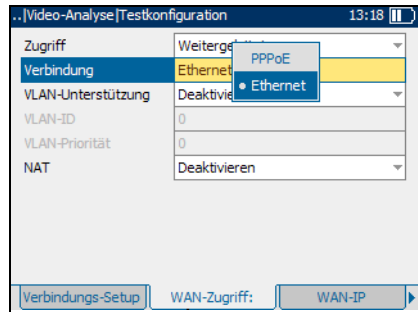 ..|Video-Analyse|Testkonfiguration 13:18
Zugriff
Verbindung Ethernet
PPPoE
Ethernet
VLAN-Unterstützung
VLAN-ID 0
VLAN-Priorität 0
NAT Deaktivieren
Verbindungs-Setup WAN-Zugriff: WAN-IP